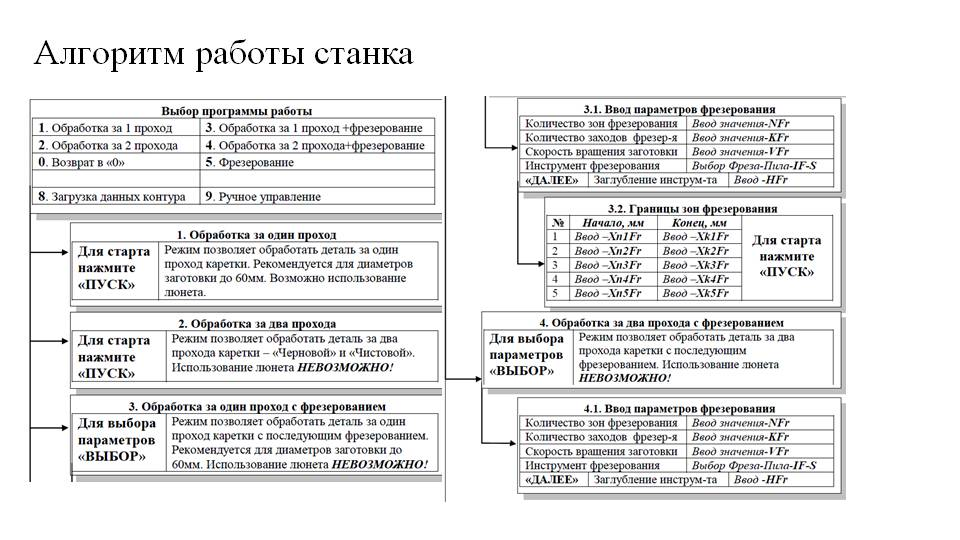 Алгоритм работы станка
Выбор программы работы
1. Обработка за 1 проход
3. Обработка за 1 проход +фрезерование
2. Обработка за 2 прохода
4. Обработка за 2 прохода+фрезерование
0. Возврат в «0»
5. Фрезерование
8. Загрузка данных контура
9. Ручное управление
1. Обработка за один проход
Для старта
нажмите
«ПУСК»
Режим позволяет обработать деталь за один
проход каретки. Рекомендуется для диаметров
заготовки до 60мм. Возможно использование
люнета.
2. Обработка за два прохода
Для старта
нажмите
«ПУСК»
Режим позволяет обработать деталь за два
прохода каретки – «Черновой» и «Чистовой».
Использование люнета НЕВОЗМОЖНО!
3. Обработка за один проход с фрезерованием
Для выбора
параметров
«ВЫБОР»
Режим позволяет обработать деталь за один
проход каретки с последующим фрезерованием.
Рекомендуется для диаметров заготовки до
60мм. Использование люнета НЕВОЗМОЖНО!
3.1. Ввод параметров фрезерования
Количество зон фрезерования
Ввод значения-NFr
Количество заходов фрезер-я
Ввод значения-KFr
Скорость вращения заготовки
Ввод значения-VFr
Инструмент фрезерования
Выбор Фреза-Пила-IF-S
«ДАЛЕЕ»
Заглубление инструм-та
Ввод -HFr
3.2. Границы зон фрезерования
№ Начало, мм Конец, мм
1 Ввод –Xn1Fr Ввод –Xk1Fr
2 Ввод –Xn2Fr Ввод –Xk2Fr
3 Ввод –Xn3Fr Ввод –Xk3Fr
4 Ввод –Xn4Fr Ввод –Xk4Fr
5 Ввод –Xn5Fr Ввод –Xk5Fr
Для старта
нажмите
«ПУСК»
4. Обработка за два прохода с фрезерованием
Для выбора
параметров
«ВЫБОР»
Режим позволяет обработать деталь за два
прохода каретки с последующим
фрезерованием. Использование люнета
НЕВОЗМОЖНО!
4.1. Ввод параметров фрезерования
Количество зон фрезерования
Ввод значения-NFr
Количество заходов фрезер-я
Ввод значения-KFr
Скорость вращения заготовки
Ввод значения-VFr
Инструмент фрезерования
Выбор Фреза-Пила-IF-S
«ДАЛЕЕ»
Заглубление инструм-та
Ввод -HFr